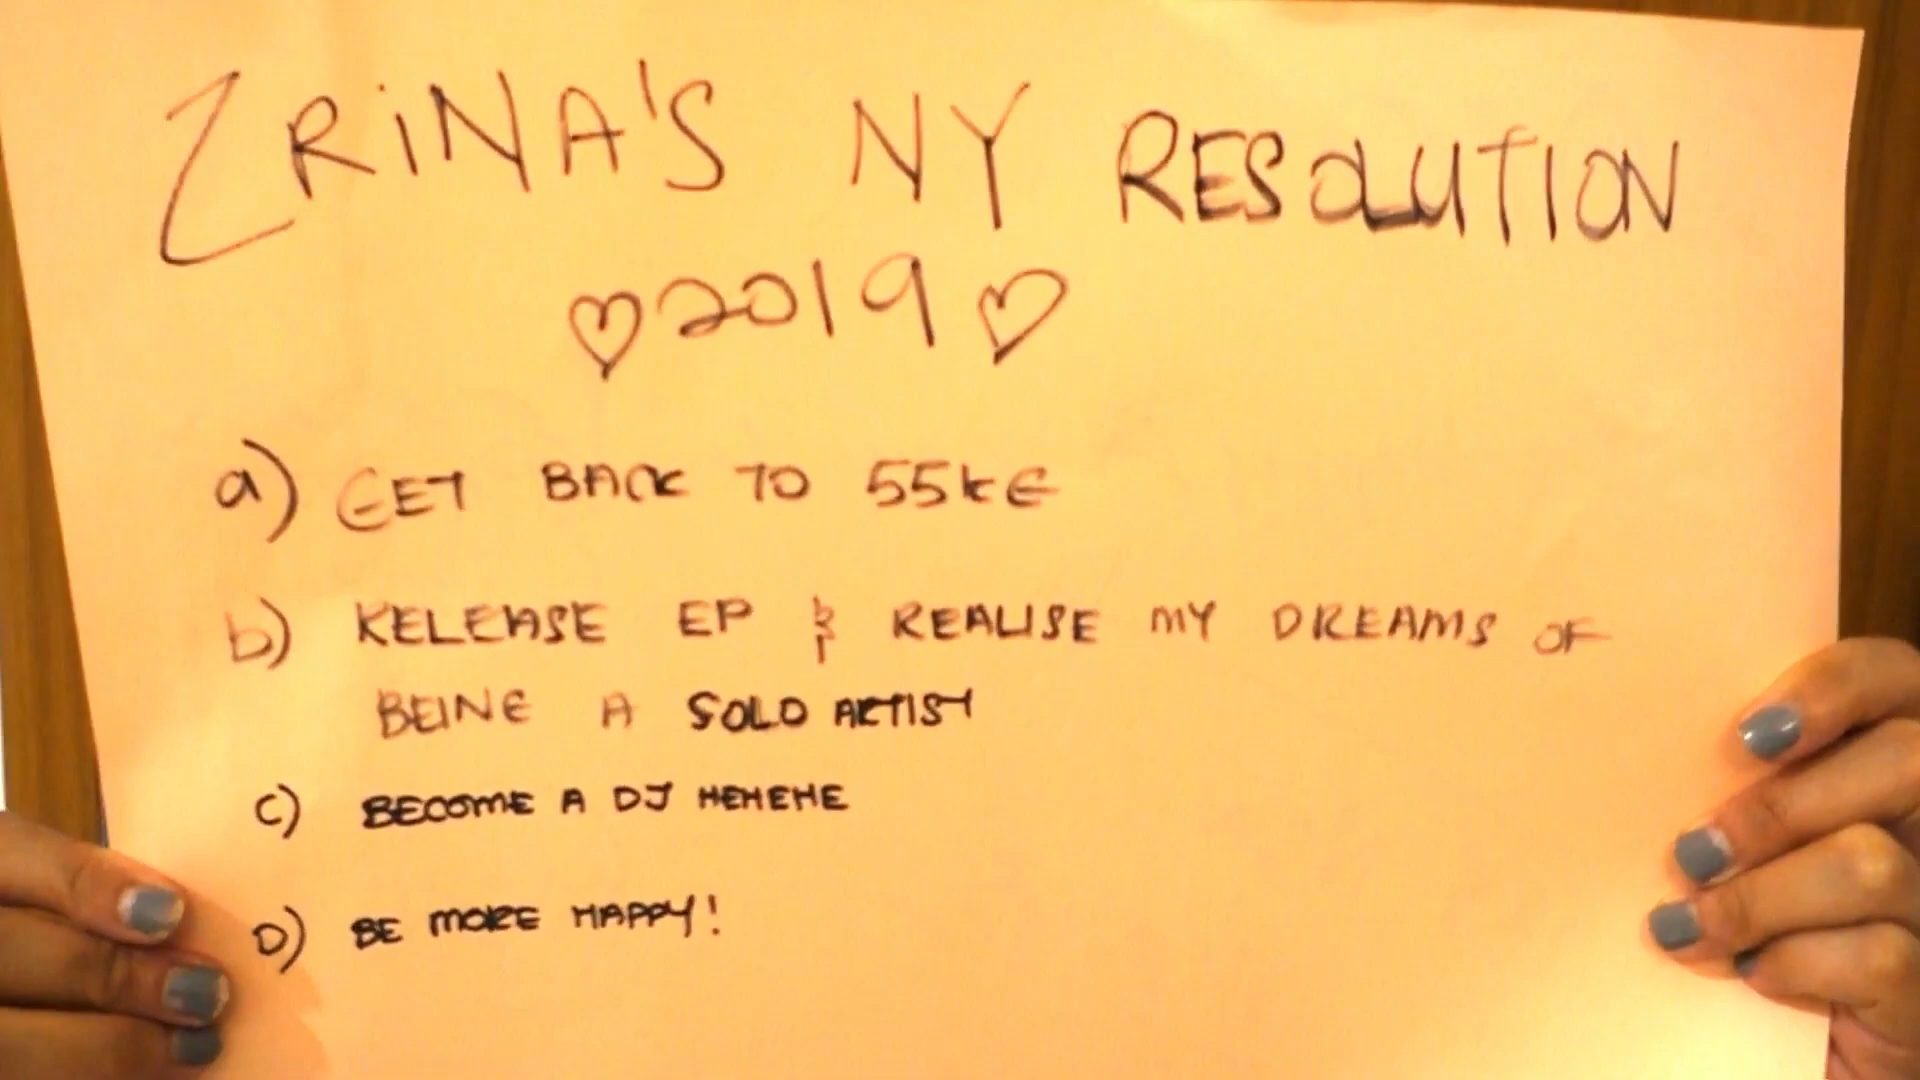 ZRiNA'S NY RESOLUTION
♡2019♡
a) GET BACK TO 55KG
b) RELEASE EP & REALISE MY DREAMS OF
BEING A SOLO ARTIST
C) BECOME A DJ HEHEHE
D) BE MORE HAPPY!